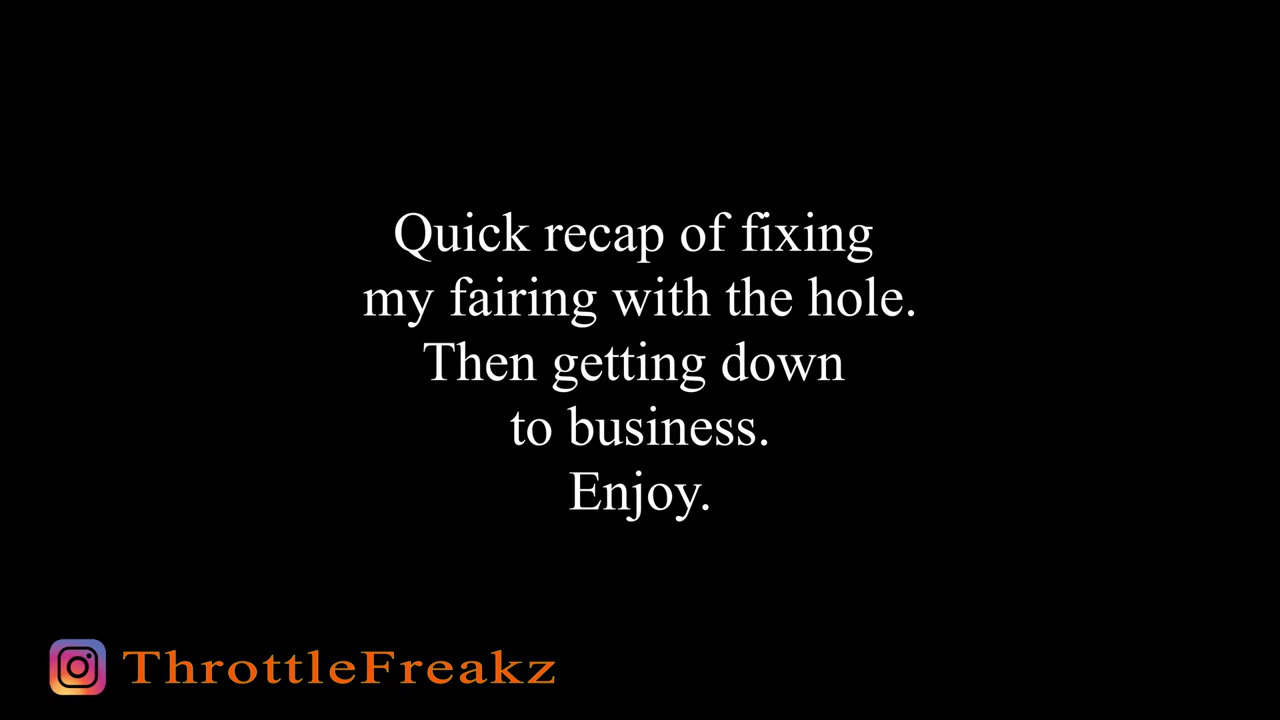 Quick recap of fixing
my fairing with the hole.
Then getting down
to business.
Enjoy.
ThrottleFreakz